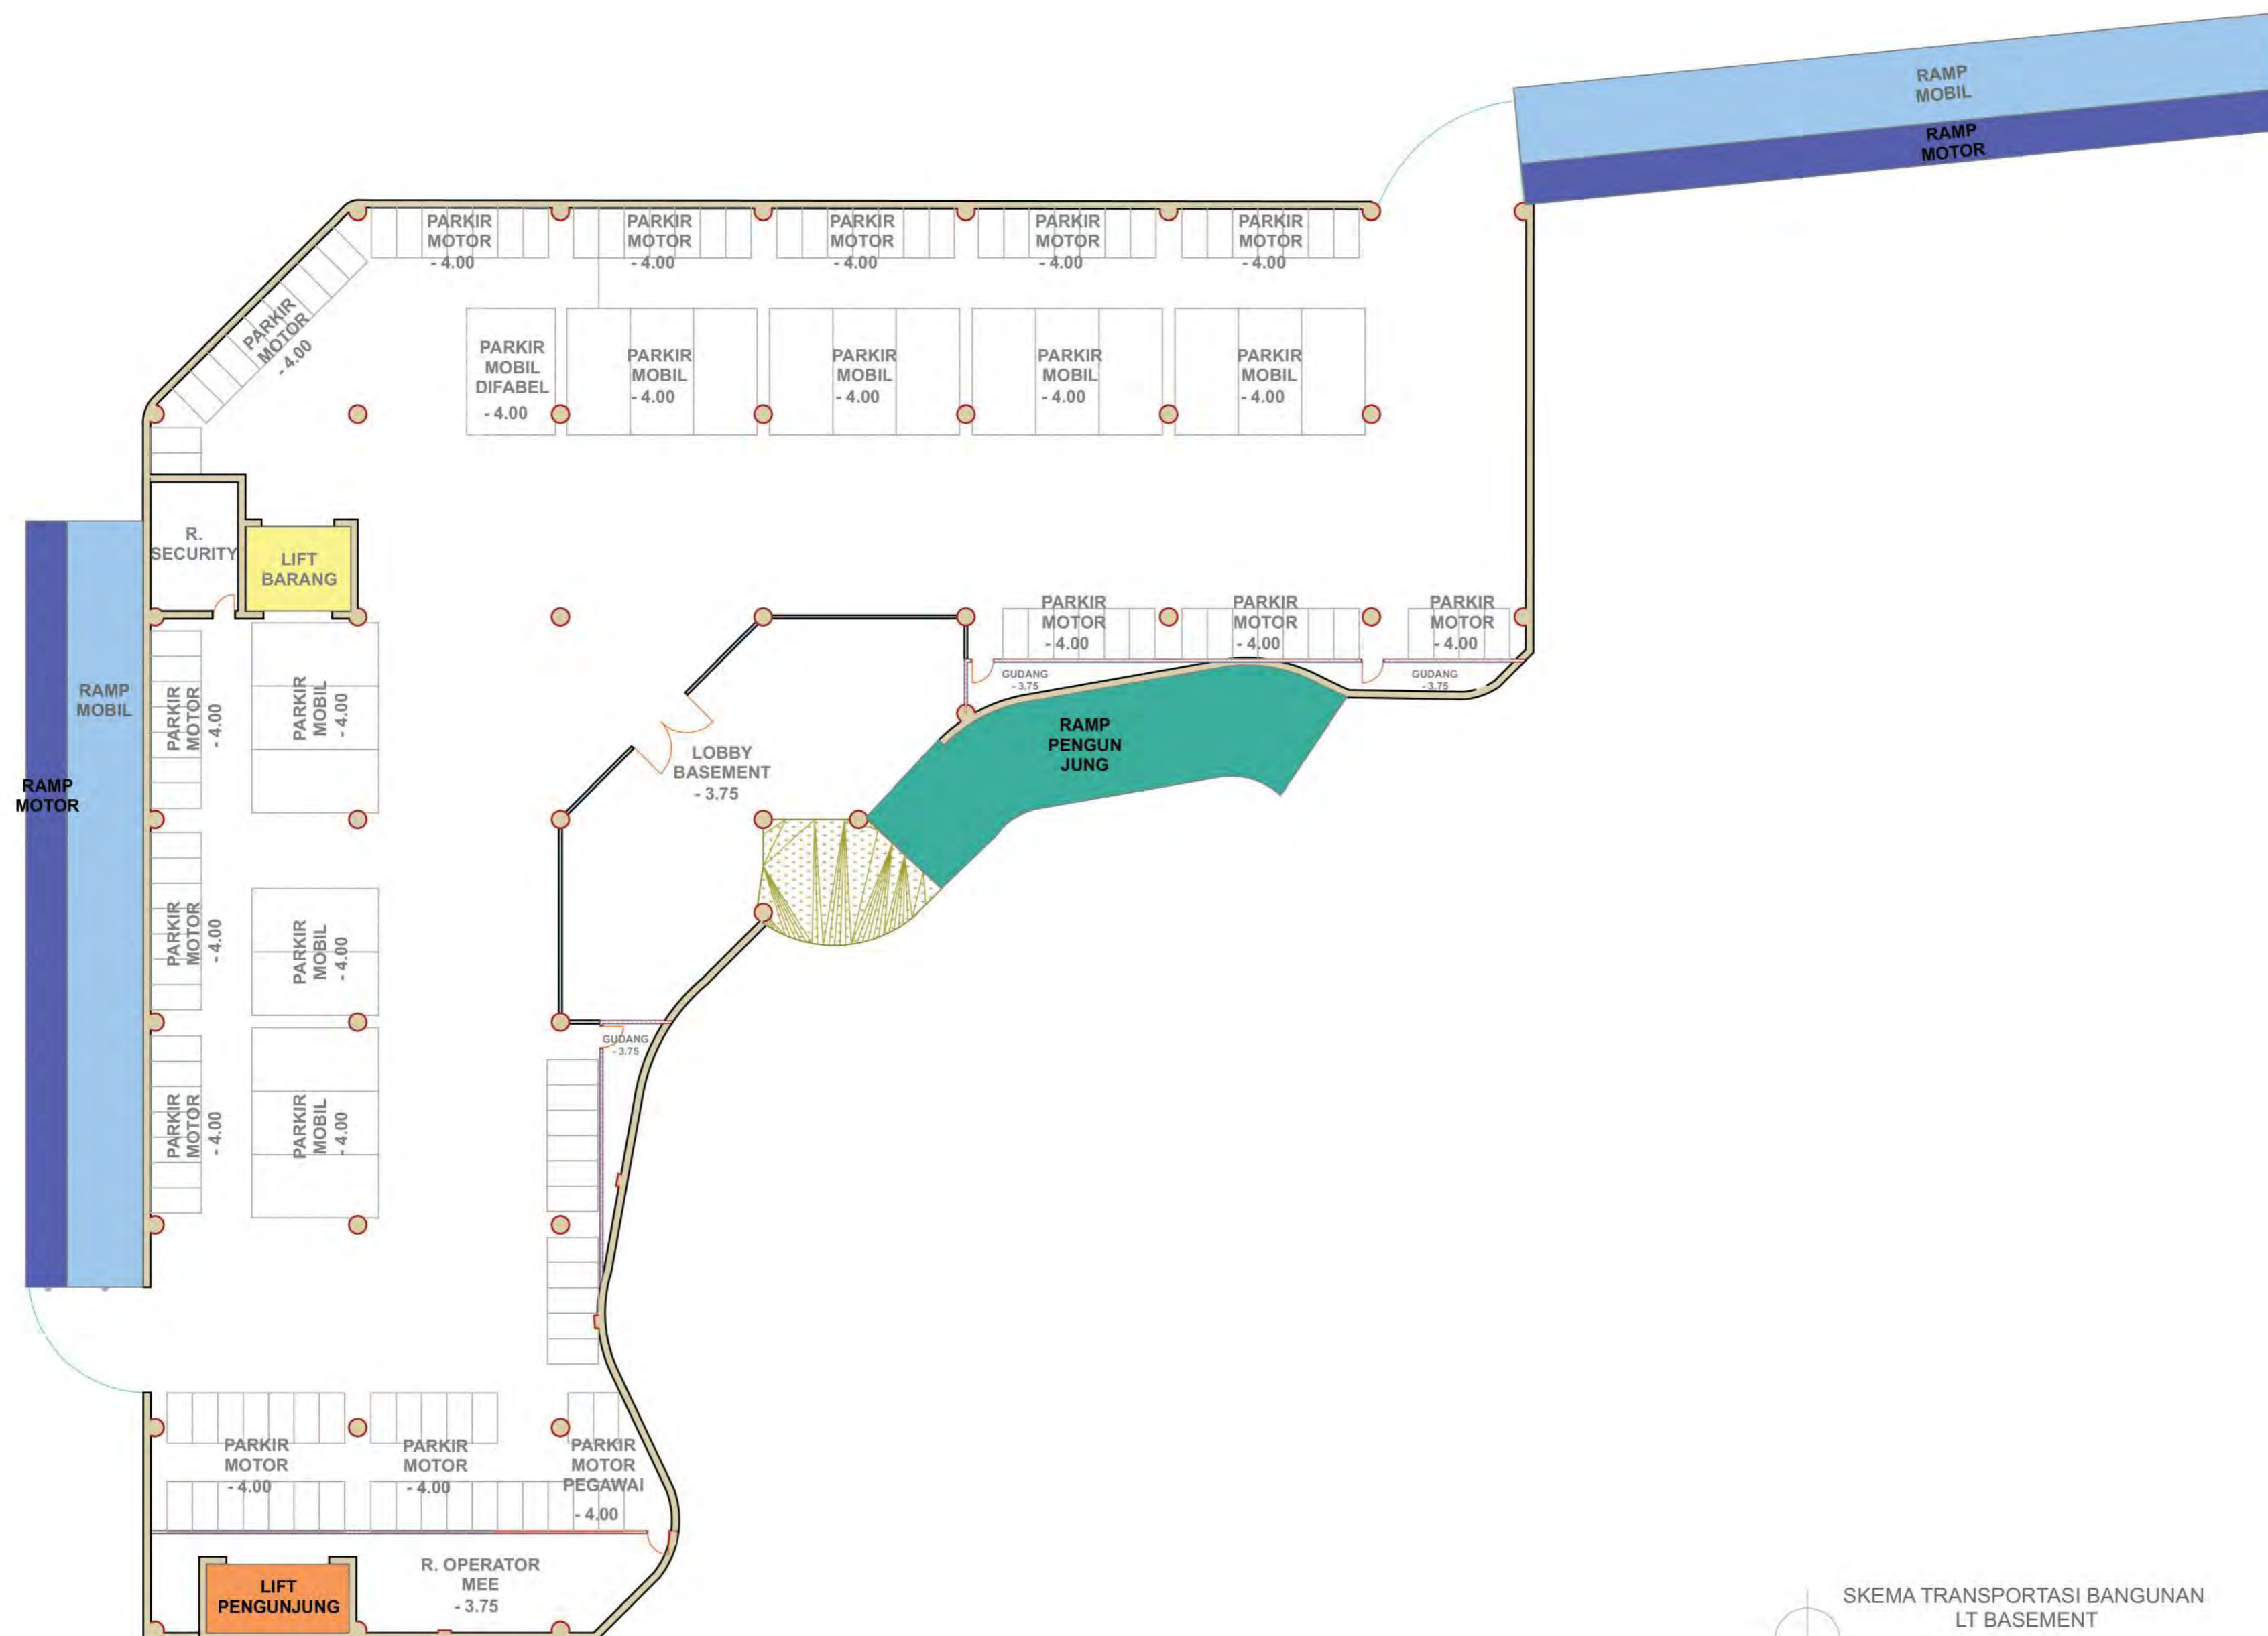 RAMP
MOBIL
RAMP
MOTOR
PARKIR
MOTOR
- 4.00
PARKIR
MOTOR
- 4.00
PARKIR
MOTOR
- 4.00
PARKIR
MOTOR
- 4.00
PARKIR
MOTOR
- 4.00
PARKIR
MOTOR
- 4.00
PARKIR
MOBIL
DIFABEL
- 4.00
PARKIR
MOBIL
- 4.00
PARKIR
MOBIL
- 4.00
PARKIR
MOBIL
- 4.00
PARKIR
MOBIL
- 4.00
R.
SECURITY
LIFT
BARANG
PARKIR
MOTOR
- 4.00
PARKIR
MOTOR
- 4.00
PARKIR
MOTOR
- 4.00
GUDANG
- 3.75
GUDANG
- 3.75
RAMP
MOBIL
RAMP
MOTOR
PARKIR
MOTOR
- 4.00
PARKIR
MOBIL
- 4.00
LOBBY
BASEMENT
- 3.75
RAMP
PENGUN
JUNG
PARKIR
MOTOR
- 4.00
PARKIR
MOBIL
- 4.00
GUDANG
- 3.75
PARKIR
MOTOR
- 4.00
PARKIR
MOBIL
- 4.00
PARKIR
MOTOR
- 4.00
PARKIR
MOTOR
- 4.00
PARKIR
MOTOR
PEGAWAI
- 4.00
LIFT
PENGUNJUNG
R. OPERATOR
MEE
- 3.75
SKEMA TRANSPORTASI BANGUNAN
LT BASEMENT